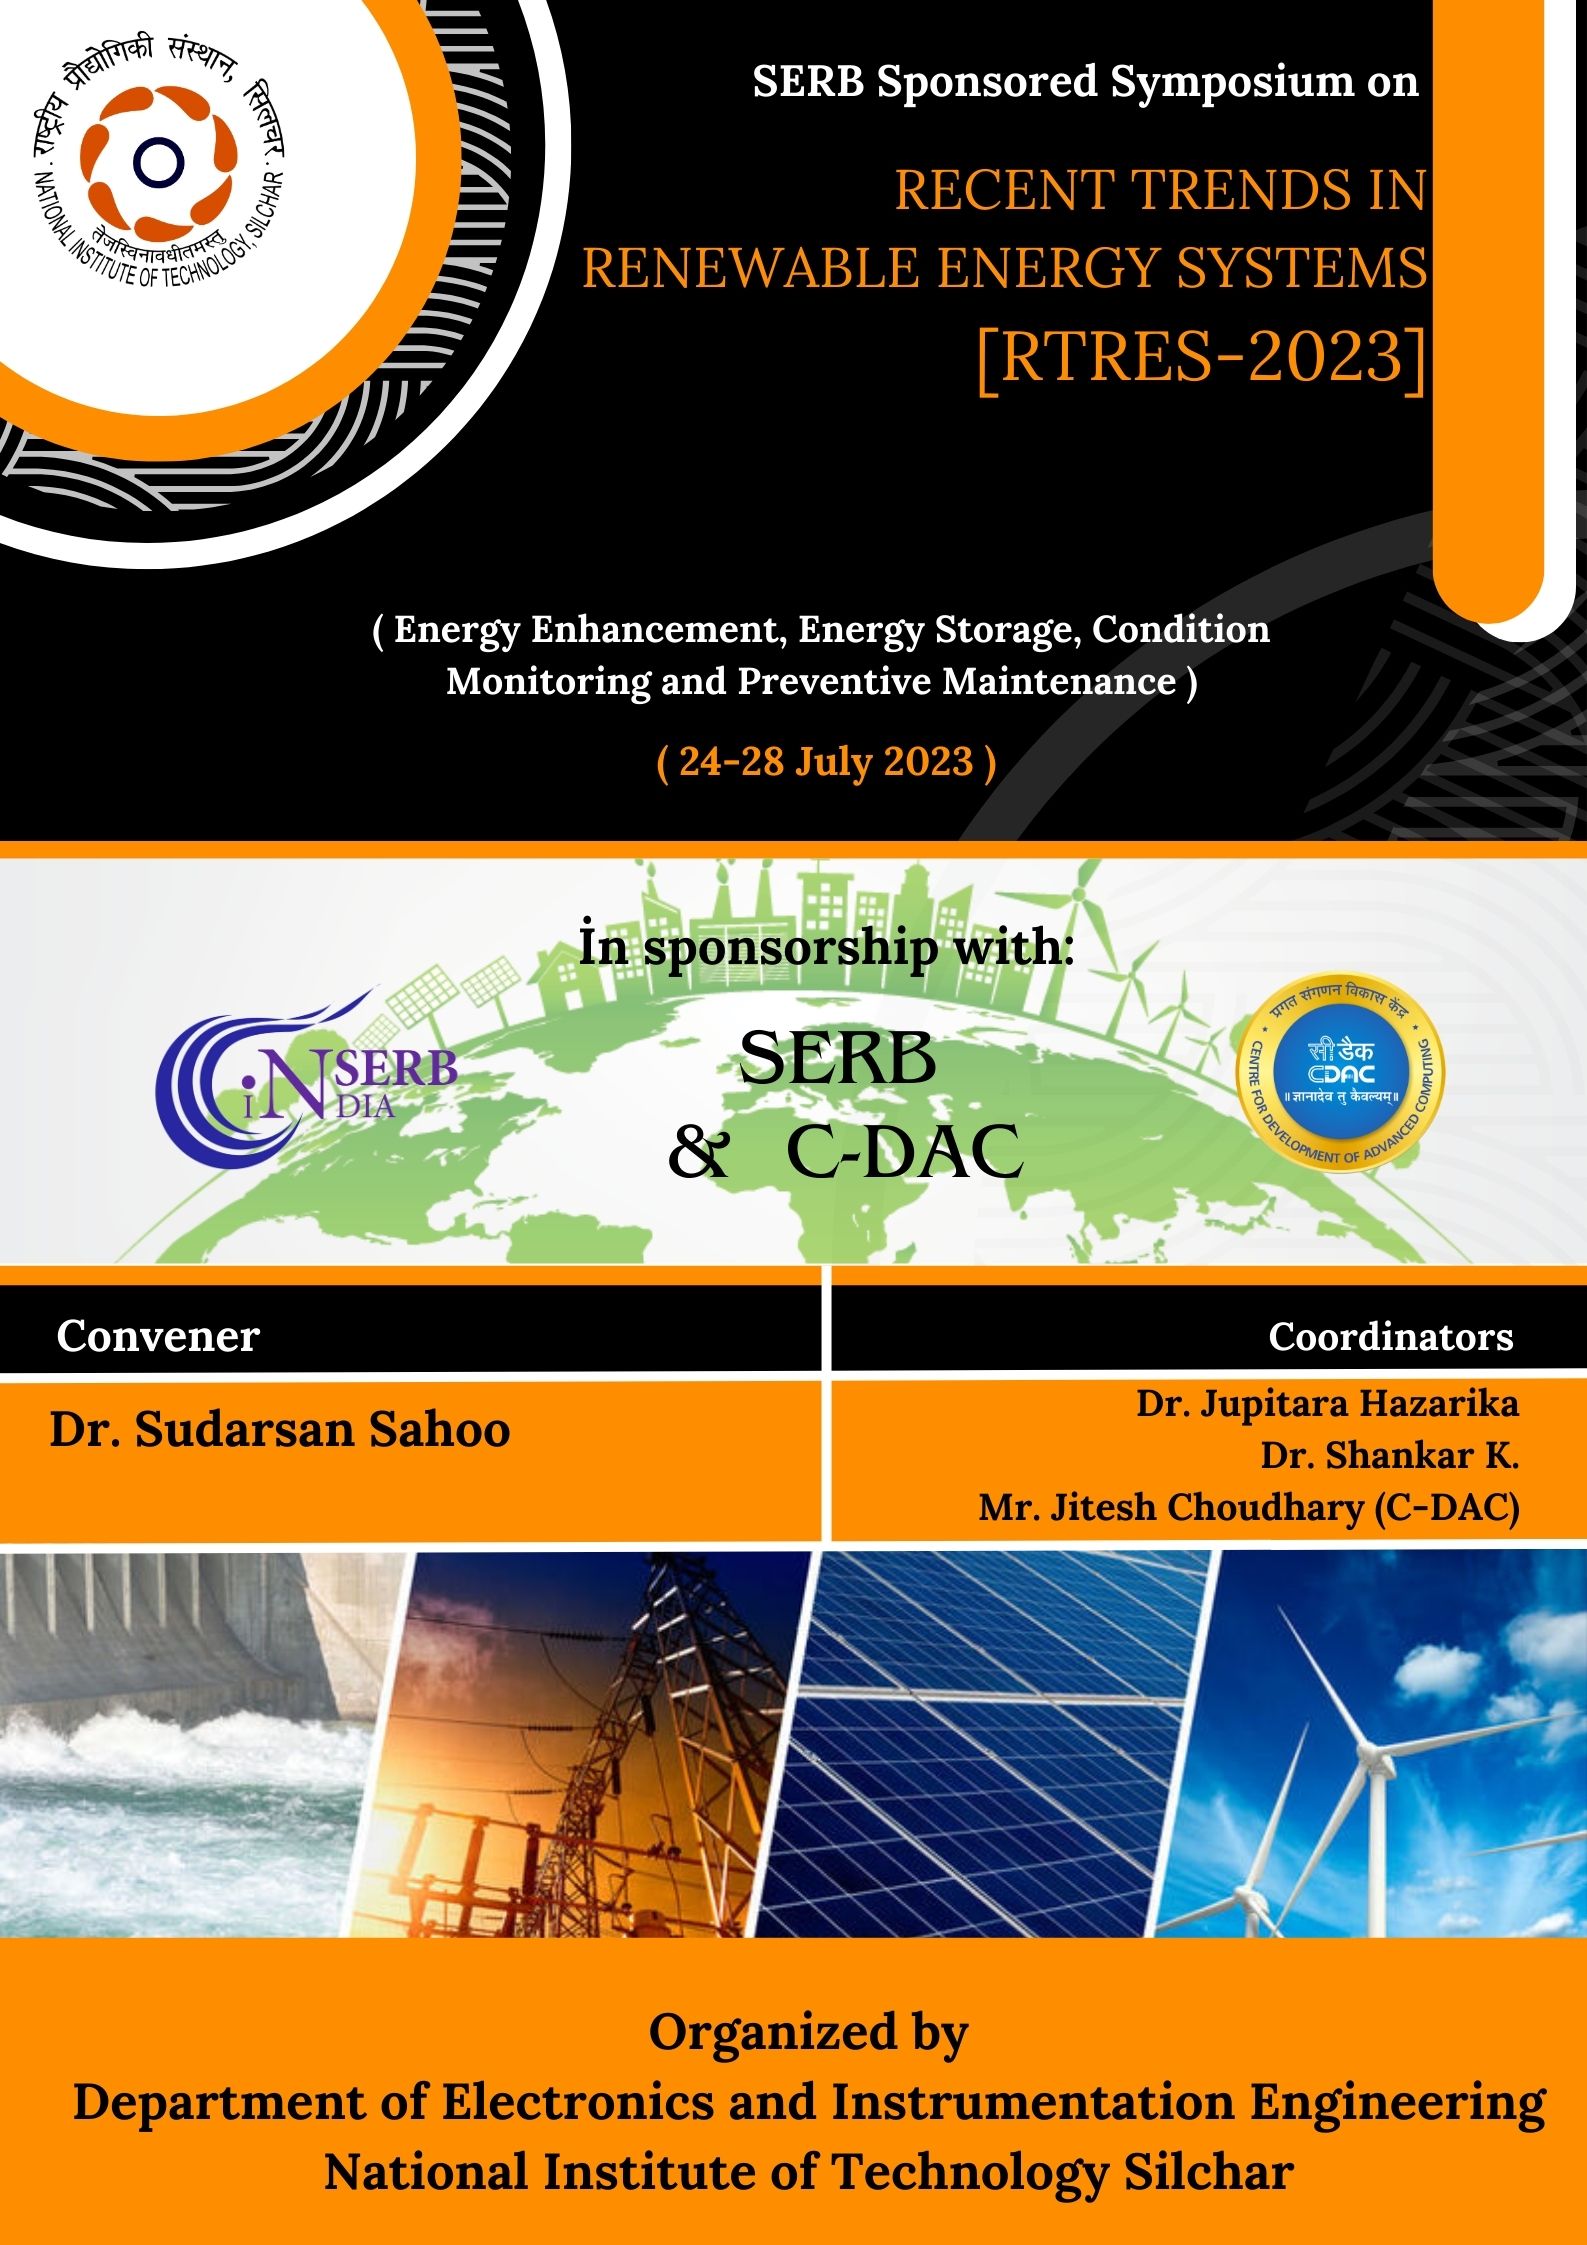 राष्ट्रीय प्रौद्योगिकी संस्थान, सिलचर
तेजस्विनावधीतमस्तु
NATIONAL INSTITUTE OF TECHNOLOGY, SILCHAR
SERB Sponsored Symposium on
RECENT TRENDS IN
RENEWABLE ENERGY SYSTEMS
[RTRES-2023]
( Energy Enhancement, Energy Storage, Condition
Monitoring and Preventive Maintenance )
( 24-28 July 2023 )
İn sponsorship with:
SERB
iNDIA
SERB
& C-DAC
प्रगत संगणन विकास केंद्र
सी डैक
CDAC
॥ज्ञानादेव तु कैवल्यम्॥
CENTRE FOR DEVELOPMENT OF ADVANCED COMPUTING
Convener
Dr. Sudarsan Sahoo
Coordinators
Dr. Jupitara Hazarika
Dr. Shankar K.
Mr. Jitesh Choudhary (C-DAC)
Organized by
Department of Electronics and Instrumentation Engineering
National Institute of Technology Silchar